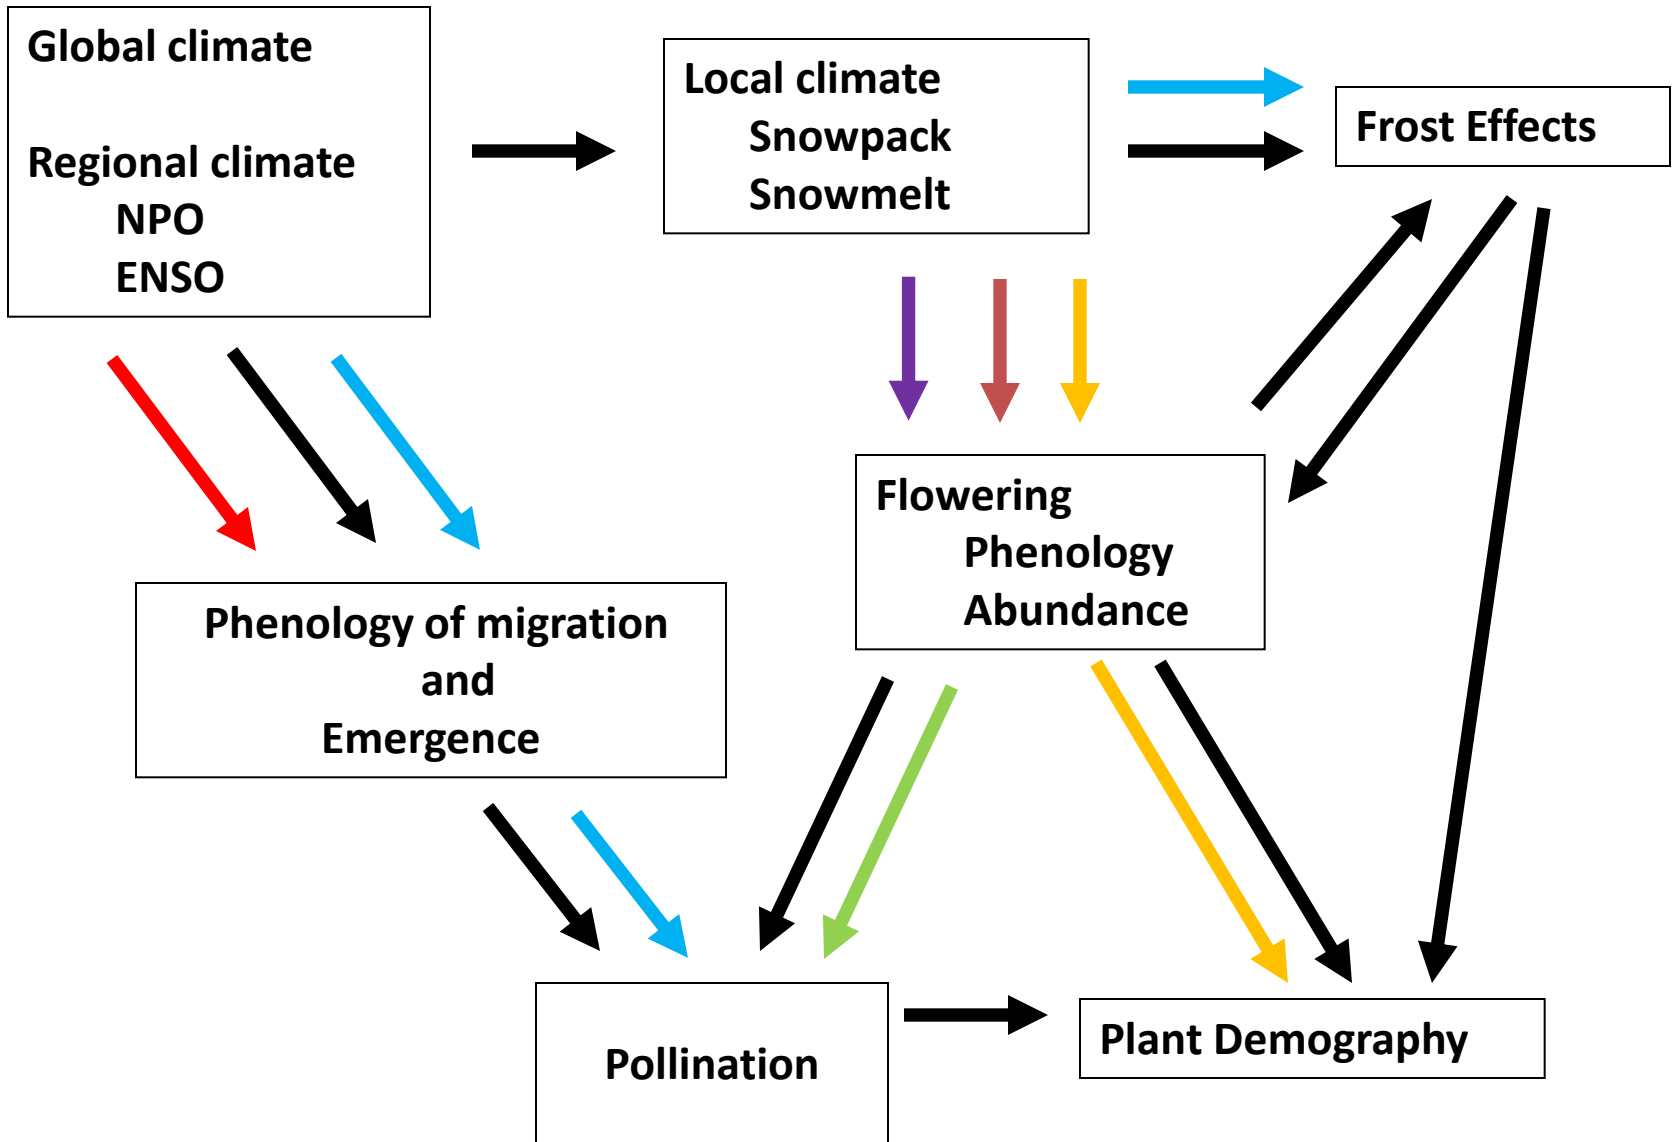 Global climate
Regional climate
NPO
ENSO
Local climate
Snowpack
Snowmelt
Frost Effects
Flowering
Phenology
Abundance
Phenology of migration
and
Emergence
Pollination
Plant Demography